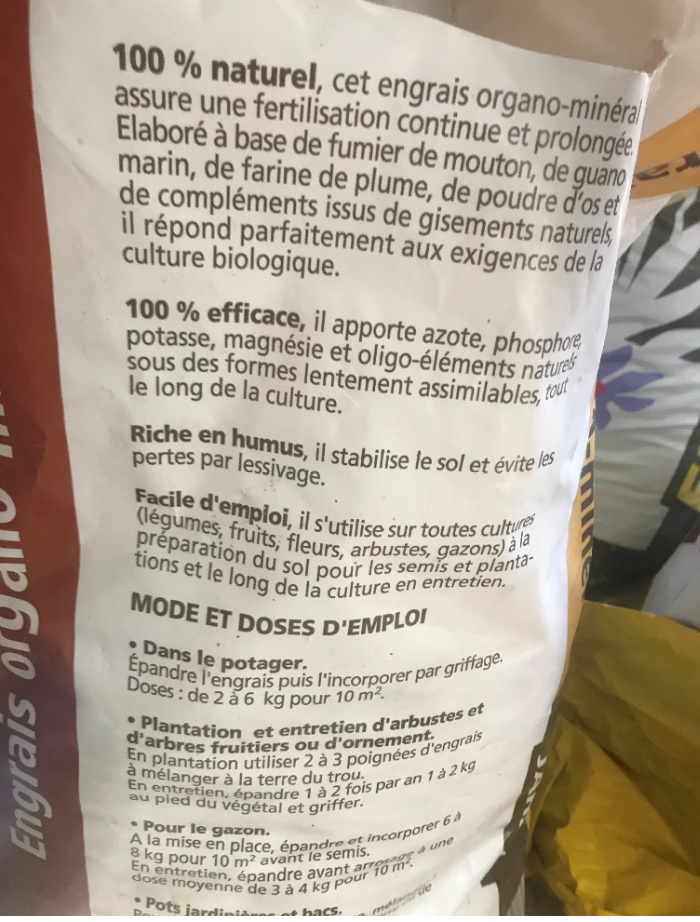 100 % naturel, cet engrais organo-minéral
assure une fertilisation continue et prolongée.
Elaboré à base de fumier de mouton, de guano
marin, de farine de plume, de poudre d'os et
de compléments issus de gisements naturels,
il répond parfaitement aux exigences de la
culture biologique.
100 % efficace, il apporte azote, phosphore,
potasse, magnésie et oligo-éléments naturels
sous des formes lentement assimilables, tout
le long de la culture.
Riche en humus, il stabilise le sol et évite les
pertes par lessivage.
Facile d'emploi, il s'utilise sur toutes cultures
(légumes, fruits, fleurs, arbustes, gazons) à la
préparation du sol pour les semis et planta-
tions et le long de la culture en entretien.
MODE ET DOSES D'EMPLOI
• Dans le potager.
Épandre l'engrais puis l'incorporer par griffage.
Doses : de 2 à 6 kg pour 10 m².
• Plantation et entretien d'arbustes et
d'arbres fruitiers ou d'ornement.
En plantation utiliser 2 à 3 poignées d'engrais
à mélanger à la terre du trou.
En entretien, épandre 1 à 2 fois par an 1 à 2 kg
au pied du végétal et griffer.
• Pour le gazon.
A la mise en place, épandre et incorporer 6 à
8 kg pour 10 m² avant le semis.
En entretien, épandre avant arrosage à une
dose moyenne de 3 à 4 kg pour 10 m².
• Pots jardinières et bacs.
Engrais